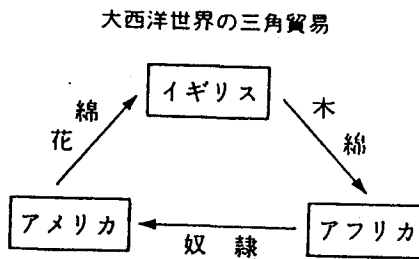 大西洋世界の三角貿易
イギリス
綿花
木綿
アメリカ
アフリカ
奴隷